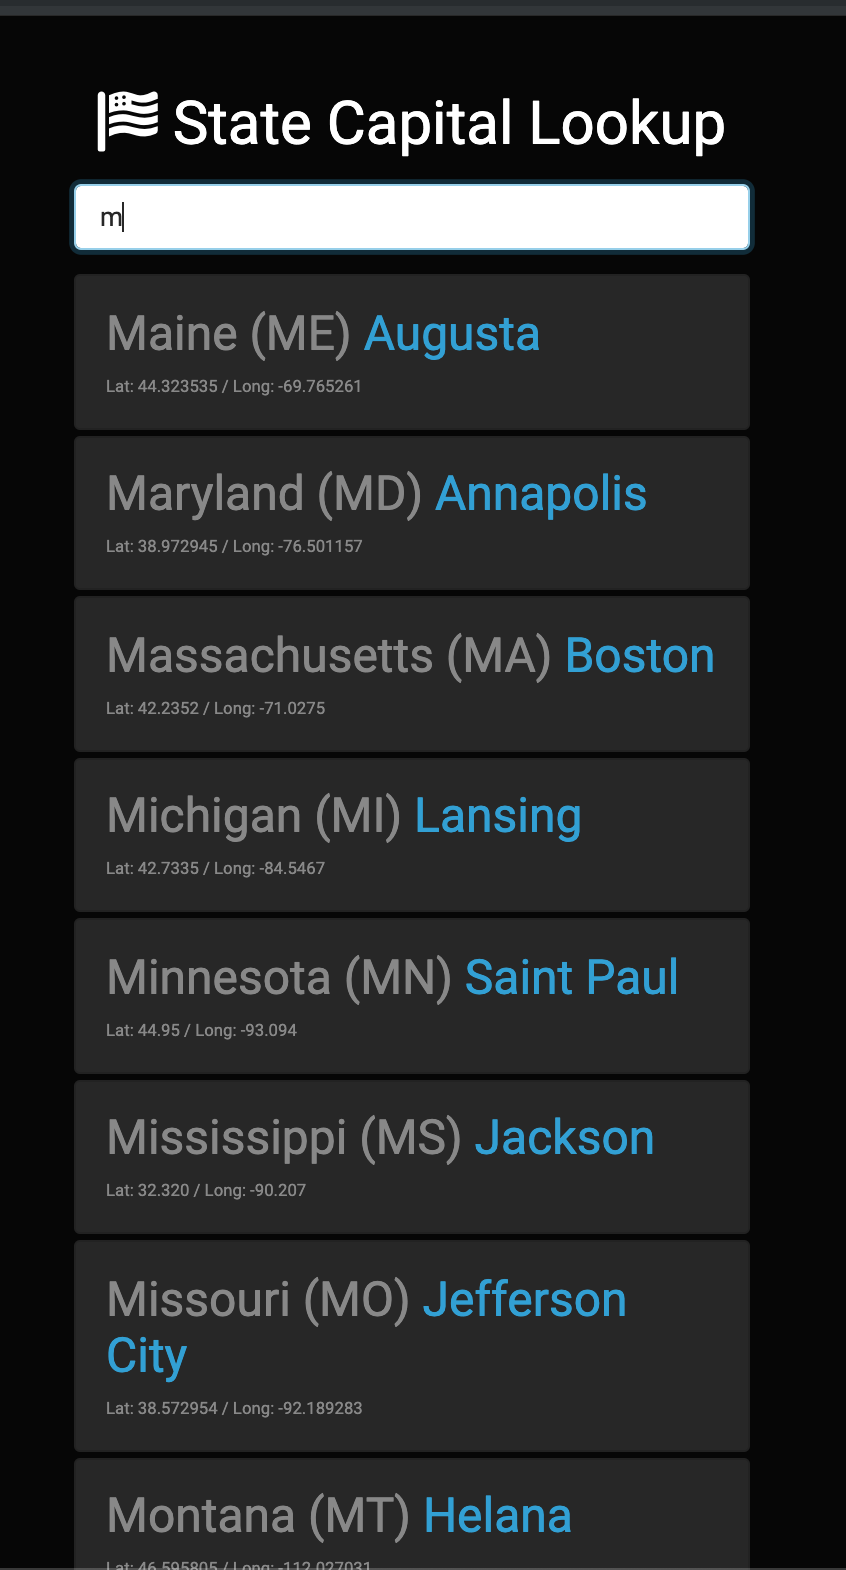 State Capital Lookup
m
Maine (ME) Augusta
Lat: 44.323535 / Long: -69.765261
Maryland (MD) Annapolis
Lat: 38.972945 / Long: -76.501157
Massachusetts (MA) Boston
Lat: 42.2352 / Long: -71.0275
Michigan (MI) Lansing
Lat: 42.7335 / Long: -84.5467
Minnesota (MN) Saint Paul
Lat: 44.95 / Long: -93.094
Mississippi (MS) Jackson
Lat: 32.320 / Long: -90.207
Missouri (MO) Jefferson
City
Lat: 38.572954 / Long: -92.189283
Montana (MT) Helana
Lat: 46.595805 / Long: -112.027031